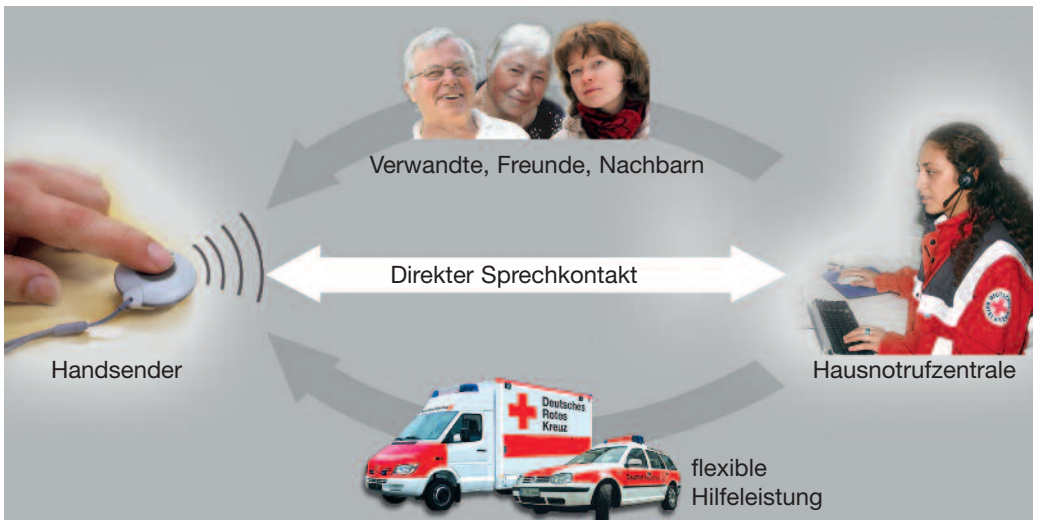 Verwandte, Freunde, Nachbarn
Direkter Sprechkontakt
Handsender
Hausnotrufzentrale
Deutsches
Rotes
Kreuz
flexible
Hilfeleistung